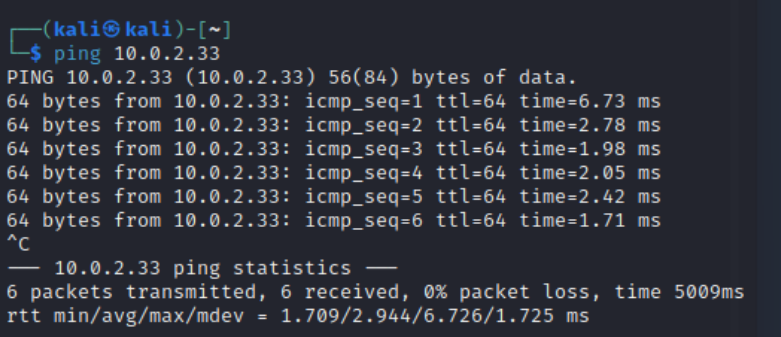 ┌──(kali㉿kali)-[~]
└─$ ping 10.0.2.33
PING 10.0.2.33 (10.0.2.33) 56(84) bytes of data.
64 bytes from 10.0.2.33: icmp_seq=1 ttl=64 time=6.73 ms
64 bytes from 10.0.2.33: icmp_seq=2 ttl=64 time=2.78 ms
64 bytes from 10.0.2.33: icmp_seq=3 ttl=64 time=1.98 ms
64 bytes from 10.0.2.33: icmp_seq=4 ttl=64 time=2.05 ms
64 bytes from 10.0.2.33: icmp_seq=5 ttl=64 time=2.42 ms
64 bytes from 10.0.2.33: icmp_seq=6 ttl=64 time=1.71 ms
^C
--- 10.0.2.33 ping statistics ---
6 packets transmitted, 6 received, 0% packet loss, time 5009ms
rtt min/avg/max/mdev = 1.709/2.944/6.726/1.725 ms